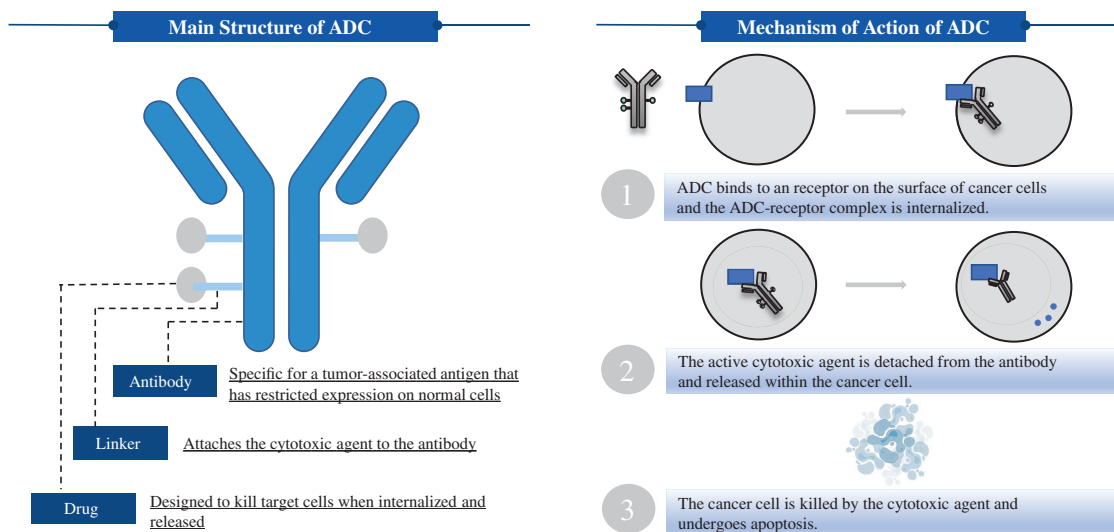 Main Structure of ADC
Antibody
Specific for a tumor-associated antigen that
has restricted expression on normal cells
Linker
Attaches the cytotoxic agent to the antibody
Drug
Designed to kill target cells when internalized and
released
Mechanism of Action of ADC
1
ADC binds to an receptor on the surface of cancer cells
and the ADC-receptor complex is internalized.
2
The active cytotoxic agent is detached from the antibody
and released within the cancer cell.
3
The cancer cell is killed by the cytotoxic agent and
undergoes apoptosis.